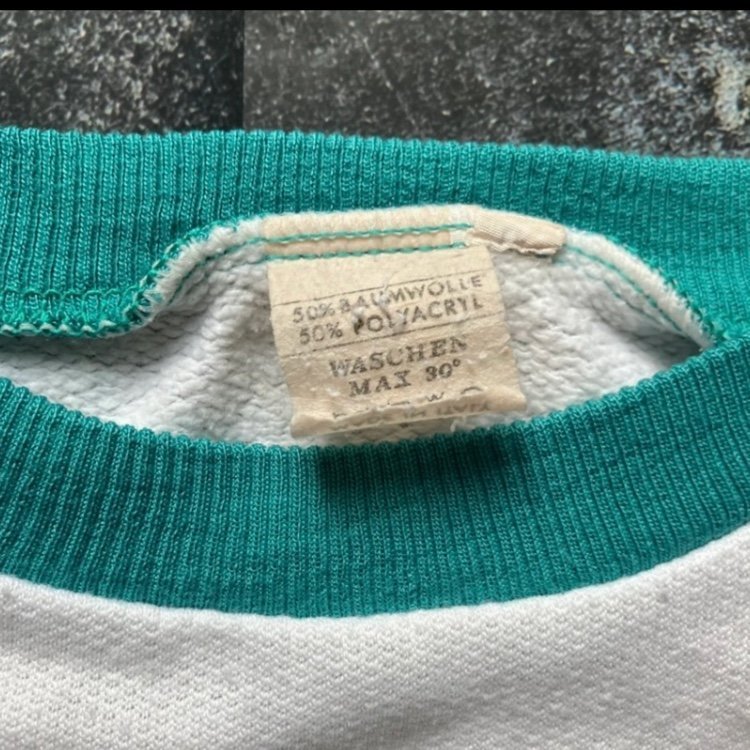 50% BAUMWOLLE
50% POLYACRYL
WASCHEN
MAX 30°